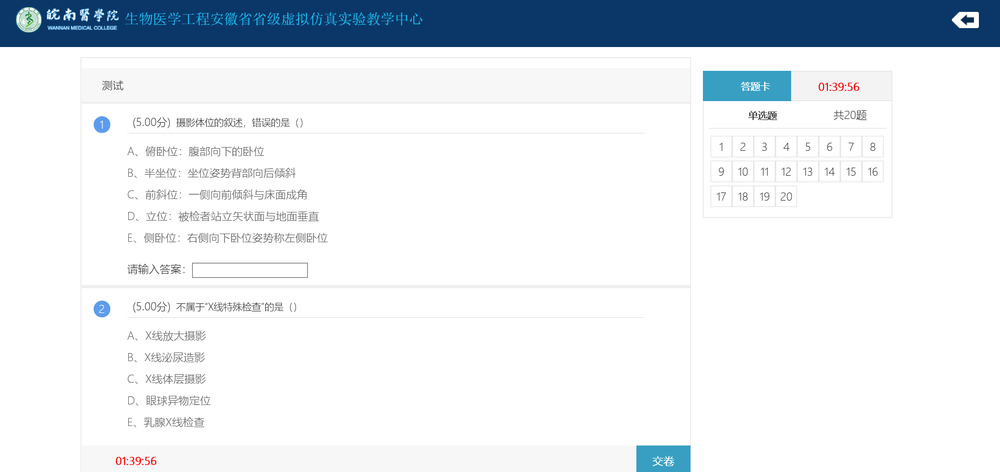 皖南醫學院
WANNAN MEDICAL COLLEGE
生物医学工程安徽省省级虚拟仿真实验教学中心
测试
1 (5.00分) 摄影体位的叙述，错误的是（）
A、俯卧位：腹部向下的卧位
B、半坐位：坐位姿势背部向后倾斜
C、前斜位：一侧向前倾斜与床面成角
D、立位：被检者站立矢状面与地面垂直
E、侧卧位：右侧向下卧位姿势称左侧卧位
请输入答案：
2 (5.00分) 不属于“X线特殊检查”的是（）
A、X线放大摄影
B、X线泌尿造影
C、X线体层摄影
D、眼球异物定位
E、乳腺X线检查
01:39:56
交卷
答题卡 01:39:56
单选题 共20题
1 2 3 4 5 6 7 8
9 10 11 12 13 14 15 16
17 18 19 20